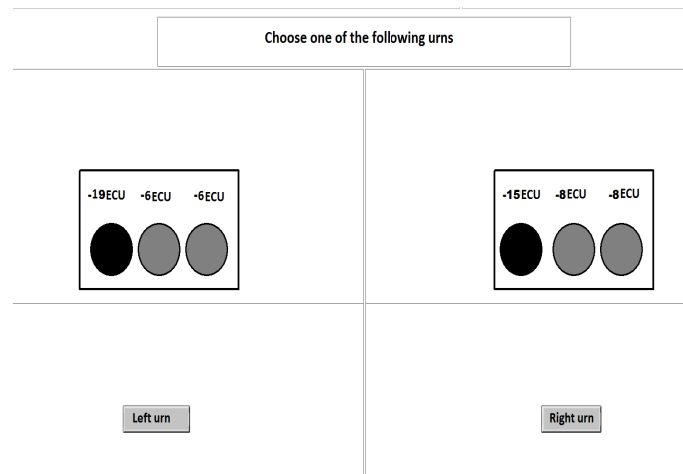 Choose one of the following urns
-19ECU -6ECU -6ECU
-15ECU -8ECU -8ECU
Left urn
Right urn